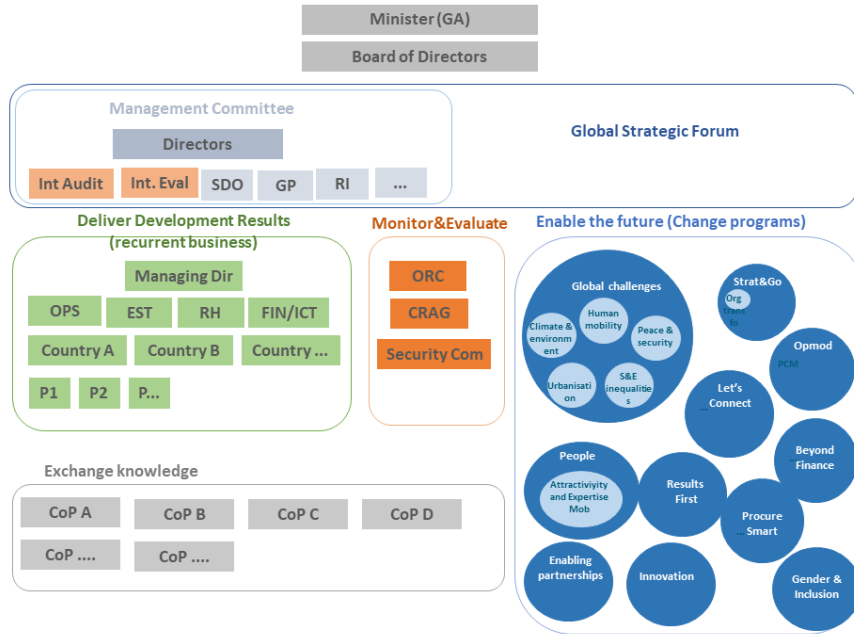 Minister (GA)
Board of Directors
Management Committee
Directors
Int Audit
Int. Eval
SDO
GP
RI
...
Global Strategic Forum
Deliver Development Results
(recurrent business)
Managing Dir
OPS
EST
RH
FIN/ICT
Country A
Country B
Country ...
P1
P2
P...
Monitor&Evaluate
ORC
CRAG
Security Com
Enable the future (Change programs)
Global challenges
Climate &
environm
ent
Human
mobility
Peace &
security
Urbanisati
on
S&E
inequalitie
s
Strat&Go
Org
trans
fo
Opmod
PCM
Let's
Connect
...
Beyond
Finance
...
People
Attractiviyity
and Expertise
Mob
Results
First
Procure
Smart
...
Enabling
partnerships
Innovation
Gender &
Inclusion
Exchange knowledge
CoP A
CoP B
CoP C
CoP D
CoP ....
CoP ....